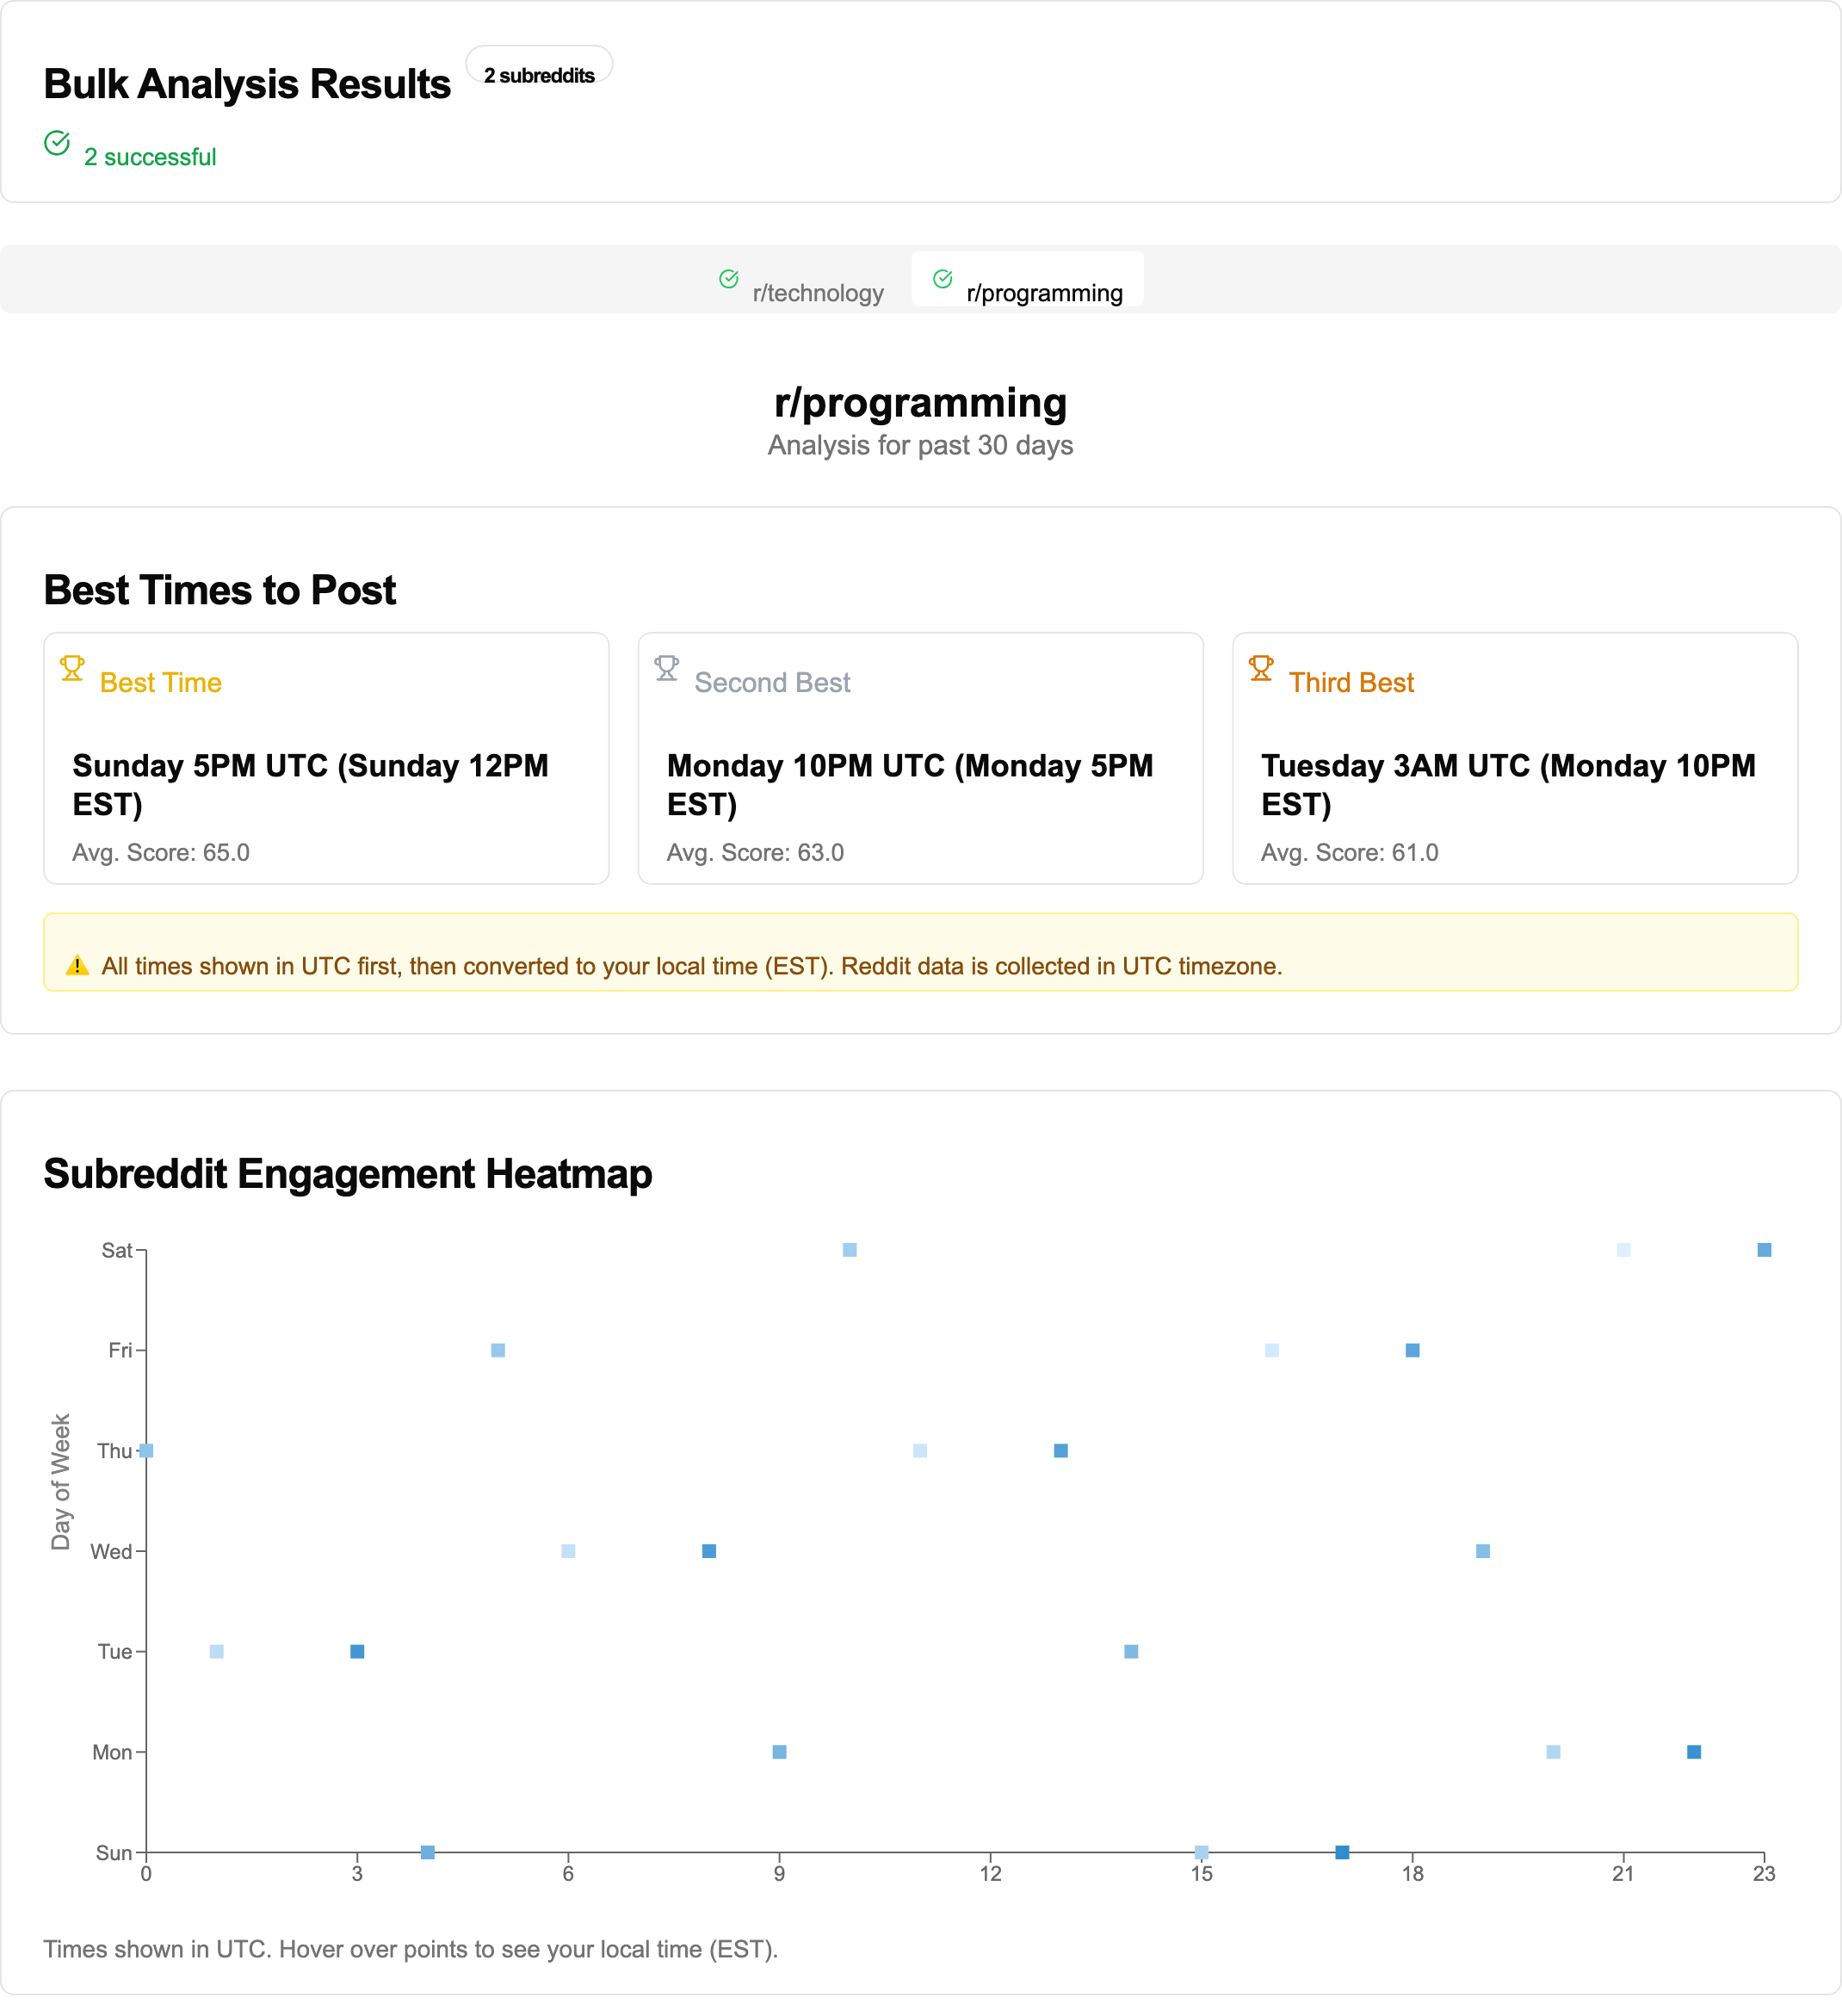 Bulk Analysis Results
2 subreddits
2 successful
r/technology
r/programming
r/programming
Analysis for past 30 days
Best Times to Post
Best Time
Sunday 5PM UTC (Sunday 12PM
EST)
Avg. Score: 65.0
Second Best
Monday 10PM UTC (Monday 5PM
EST)
Avg. Score: 63.0
Third Best
Tuesday 3AM UTC (Monday 10PM
EST)
Avg. Score: 61.0
⚠️ All times shown in UTC first, then converted to your local time (EST). Reddit data is collected in UTC timezone.
Subreddit Engagement Heatmap
Day of Week
Sat
Fri
Thu
Wed
Tue
Mon
Sun
0 3 6 9 12 15 18 21 23
Times shown in UTC. Hover over points to see your local time (EST).